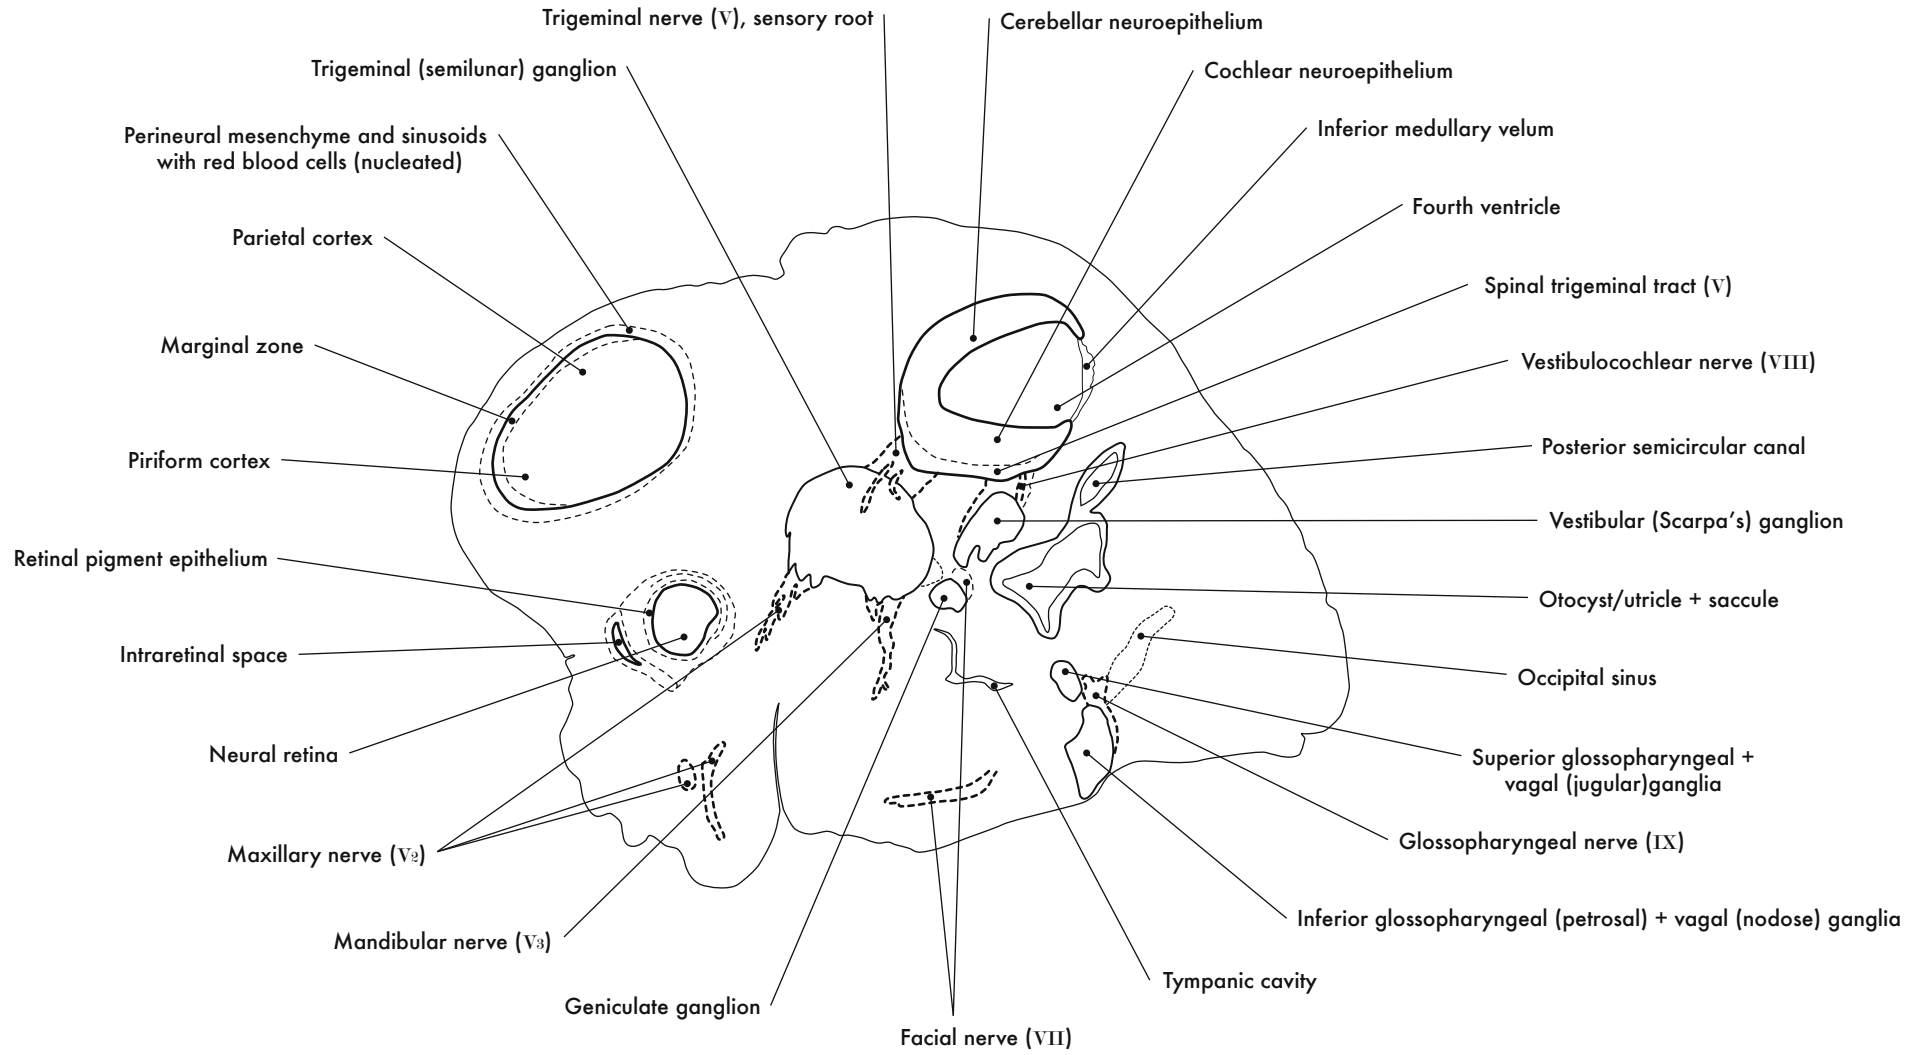 Trigeminal nerve (V), sensory root
Cerebellar neuroepithelium
Trigeminal (semilunar) ganglion
Cochlear neuroepithelium
Perineural mesenchyme and sinusoids
with red blood cells (nucleated)
Inferior medullary velum
Parietal cortex
Fourth ventricle
Spinal trigeminal tract (V)
Marginal zone
Vestibulocochlear nerve (VIII)
Piriform cortex
Posterior semicircular canal
Vestibular (Scarpa's) ganglion
Retinal pigment epithelium
Otocyst/utricle + saccule
Intraretinal space
Occipital sinus
Neural retina
Superior glossopharyngeal +
vagal (jugular)ganglia
Maxillary nerve (V2)
Glossopharyngeal nerve (IX)
Mandibular nerve (V3)
Inferior glossopharyngeal (petrosal) + vagal (nodose) ganglia
Tympanic cavity
Geniculate ganglion
Facial nerve (VII)